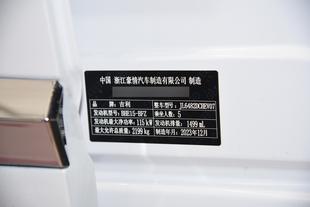 中国 浙江豪情汽车制造有限公司 制造
品牌：吉利 整车型号：JL6482DCHEV07
发动机型号：BHE15-BFZ 乘坐人数：5
发动机最大净功率：115 kW 发动机排量：1499 mL
最大允许总质量：2199 kg 制造年月：2023年12月